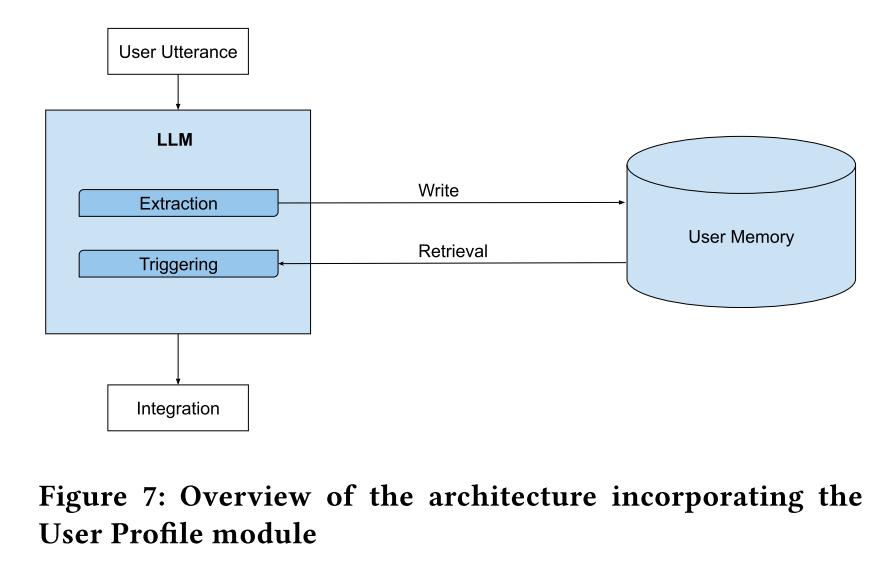 User Utterance
LLM
Extraction
Write
Triggering
Retrieval
User Memory
Integration
Figure 7: Overview of the architecture incorporating the
User Profile module